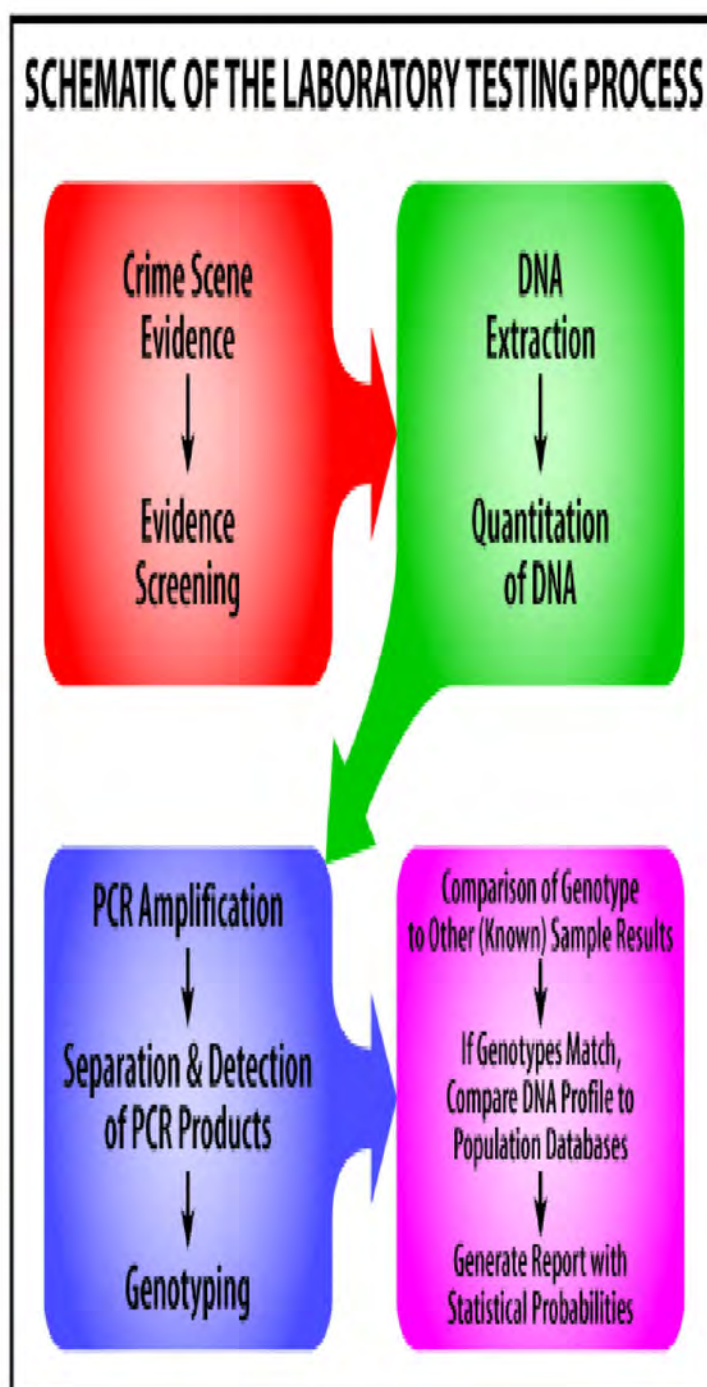 SCHEMATIC OF THE LABORATORY TESTING PROCESS
Crime Scene
Evidence
Evidence
Screening
DNA
Extraction
Quantitation
of DNA
PCR Amplification
Separation & Detection
of PCR Products
Genotyping
Comparison of Genotype
to Other (Known) Sample Results
If Genotypes Match,
Compare DNA Profile to
Population Databases
Generate Report with
Statistical Probabilities